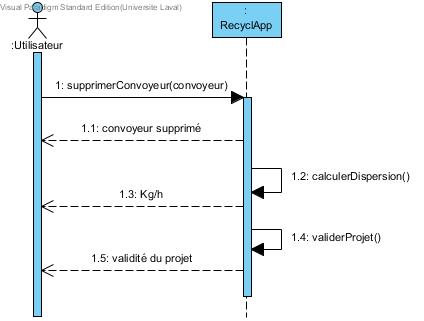 Visual Paradigm Standard Edition(Universite Laval)
:
RecyclApp
:Utilisateur
1: supprimerConvoyeur(convoyeur)
1.1: convoyeur supprimé
1.2: calculerDispersion()
1.3: Kg/h
1.4: validerProjet()
1.5: validité du projet